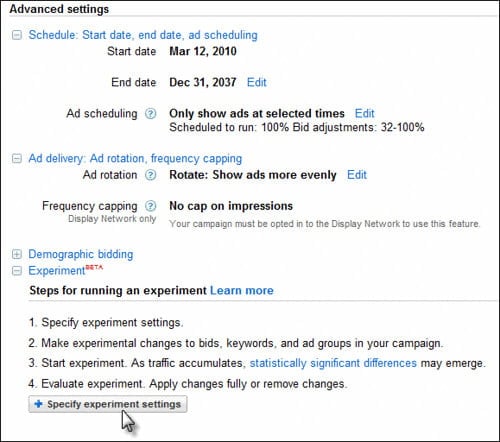 Advanced settings
Schedule: Start date, end date, ad scheduling
Start date Mar 12, 2010
End date Dec 31, 2037 Edit
Ad scheduling ? Only show ads at selected times Edit
Scheduled to run: 100% Bid adjustments: 32-100%
Ad delivery: Ad rotation, frequency capping
Ad rotation ? Rotate: Show ads more evenly Edit
Frequency capping ? No cap on impressions
Display Network only Your campaign must be opted in to the Display Network to use this feature.
Demographic bidding
Experiment BETA
Steps for running an experiment Learn more
1. Specify experiment settings.
2. Make experimental changes to bids, keywords, and ad groups in your campaign.
3. Start experiment. As traffic accumulates, statistically significant differences may emerge.
4. Evaluate experiment. Apply changes fully or remove changes.
+ Specify experiment settings